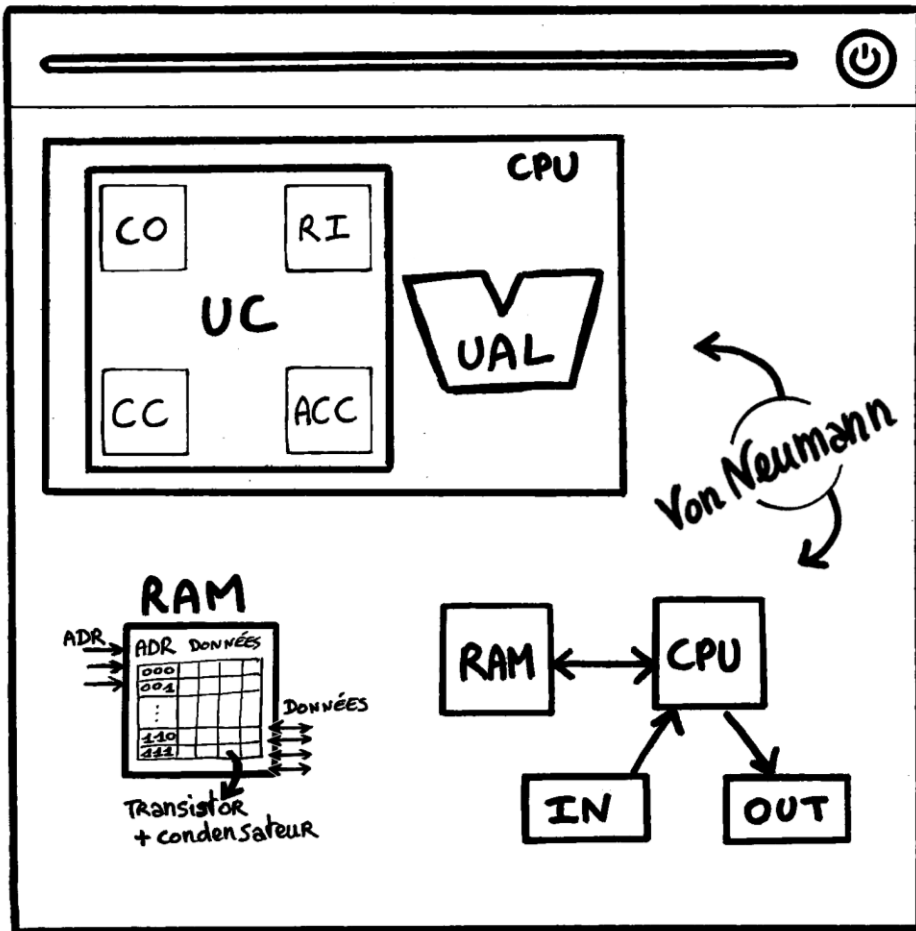 CPU
CO
RI
UC
UAL
CC
ACC
Von Neumann
RAM
ADR
ADR DONNÉES
000
001
⋮
110
111
DONNÉES
Transistor
+ condensateur
RAM
CPU
IN
OUT